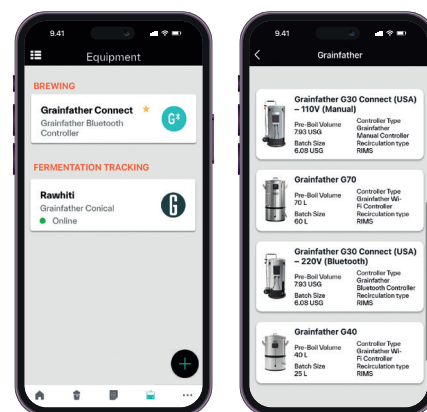 9.41
Equipment
BREWING
Grainfather Connect
Grainfather Bluetooth
Controller
G
FERMENTATION TRACKING
Rawhiti
Grainfather Conical
Online
G
+
9.41
Grainfather
Grainfather G30 Connect (USA)
– 110V (Manual)
Pre-Boil Volume
7.93 USG
Batch Size
6.08 USG
Controller Type
Grainfather
Manual Controller
Recirculation type
RIMS
Grainfather G70
Pre-Boil Volume
70 L
Batch Size
60 L
Controller Type
Grainfather Wi-
Fi Controller
Recirculation type
RIMS
Grainfather G30 Connect (USA)
– 220V (Bluetooth)
Pre-Boil Volume
7.93 USG
Batch Size
6.08 USG
Controller Type
Grainfather
Bluetooth Controller
Recirculation type
RIMS
Grainfather G40
Pre-Boil Volume
40 L
Batch Size
25 L
Controller Type
Grainfather Wi-
Fi Controller
Recirculation type
RIMS